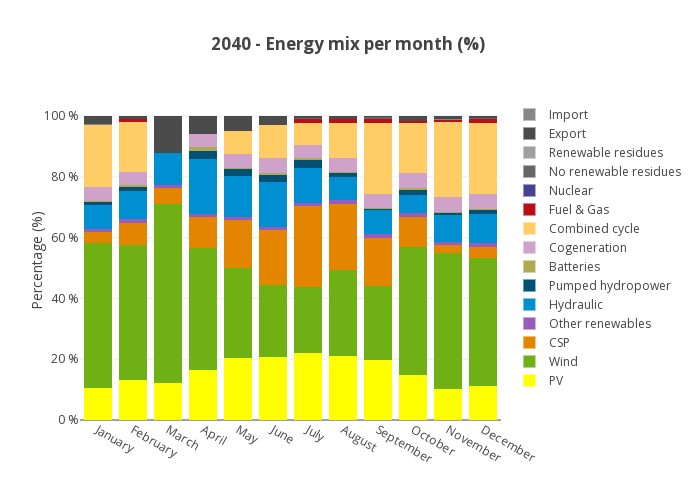 2040 - Energy mix per month (%)
100 %
80 %
60 %
40 %
20 %
0 %
Percentage (%)
January
February
March
April
May
June
July
August
September
October
November
December
Import
Export
Renewable residues
No renewable residues
Nuclear
Fuel & Gas
Combined cycle
Cogeneration
Batteries
Pumped hydropower
Hydraulic
Other renewables
CSP
Wind
PV